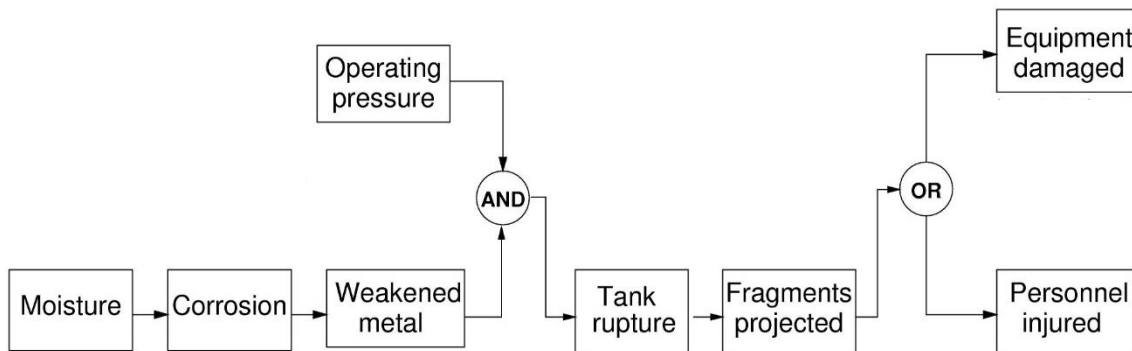 Equipment
damaged
Operating
pressure
AND
OR
Moisture
Corrosion
Weakened
metal
Tank
rupture
Fragments
projected
Personnel
injured